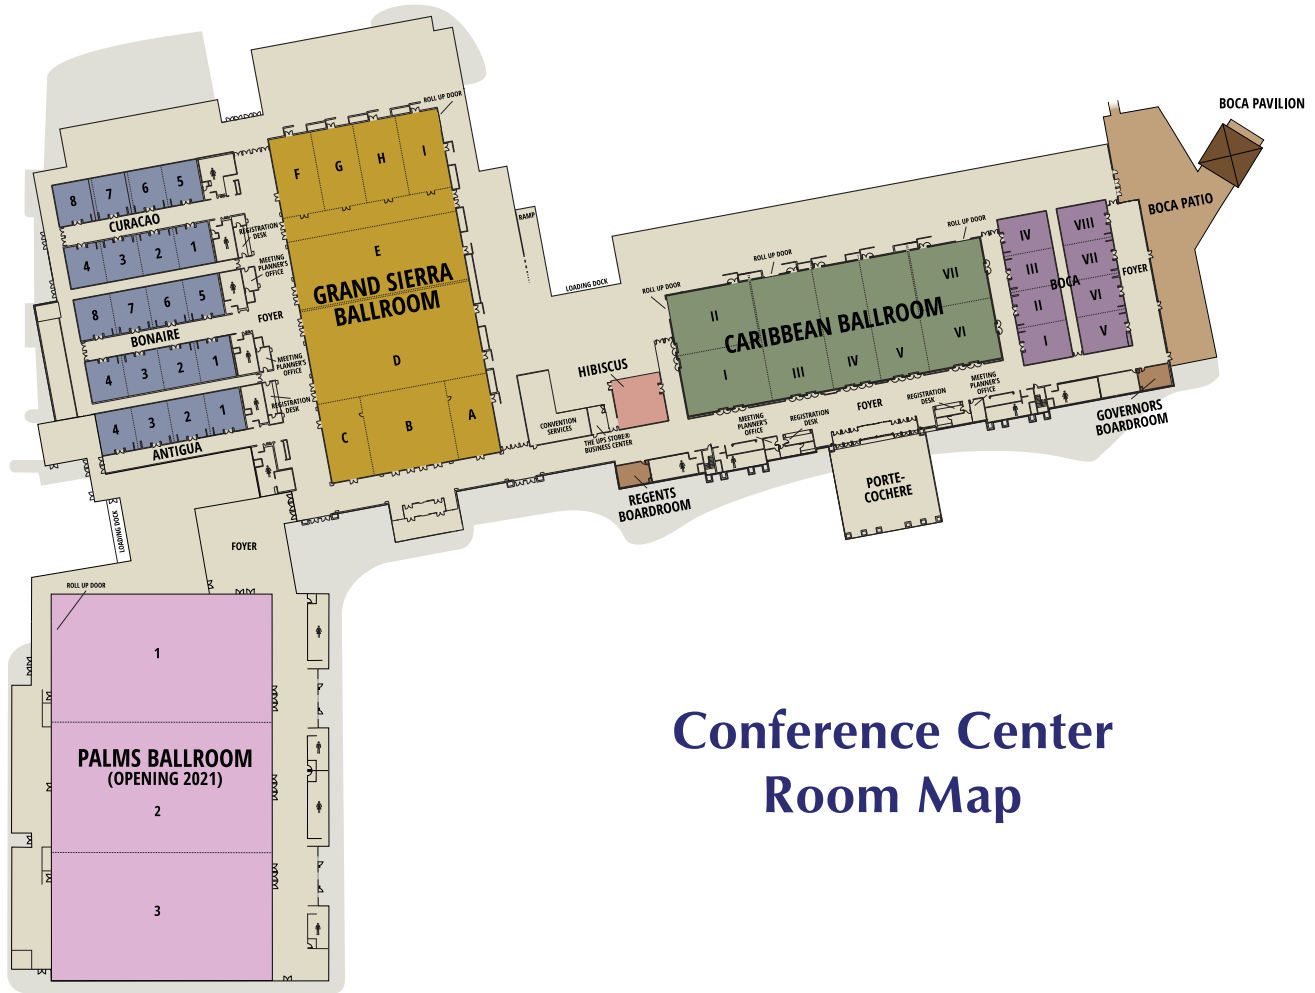 BOCA PAVILION
ROLL UP DOOR
F
G
H
I
8
7
6
5
CURACAO
4
3
2
1
REGISTRATION
DESK
MEETING
PLANNER'S
OFFICE
8
7
6
5
BONAIRE
FOYER
4
3
2
1
MEETING
PLANNER'S
OFFICE
REGISTRATION
DESK
4
3
2
1
ANTIGUA
E
GRAND SIERRA
BALLROOM
D
C
B
A
RAMP
LOADING DOCK
ROLL UP DOOR
ROLL UP DOOR
ROLL UP DOOR
II
VII
CARIBBEAN BALLROOM
I
III
IV
V
VI
HIBISCUS
CONVENTION
SERVICES
THE UPS STORE®
BUSINESS CENTER
REGENTS
BOARDROOM
MEETING
PLANNER'S
OFFICE
REGISTRATION
DESK
FOYER
REGISTRATION
DESK
MEETING
PLANNER'S
OFFICE
PORTE-
COCHERE
GOVERNORS
BOARDROOM
IV
VIII
III
VII
BOCA
II
VI
I
V
FOYER
BOCA PATIO
LOADING DOCK
FOYER
ROLL UP DOOR
1
PALMS BALLROOM
(OPENING 2021)
2
3
Conference Center
Room Map